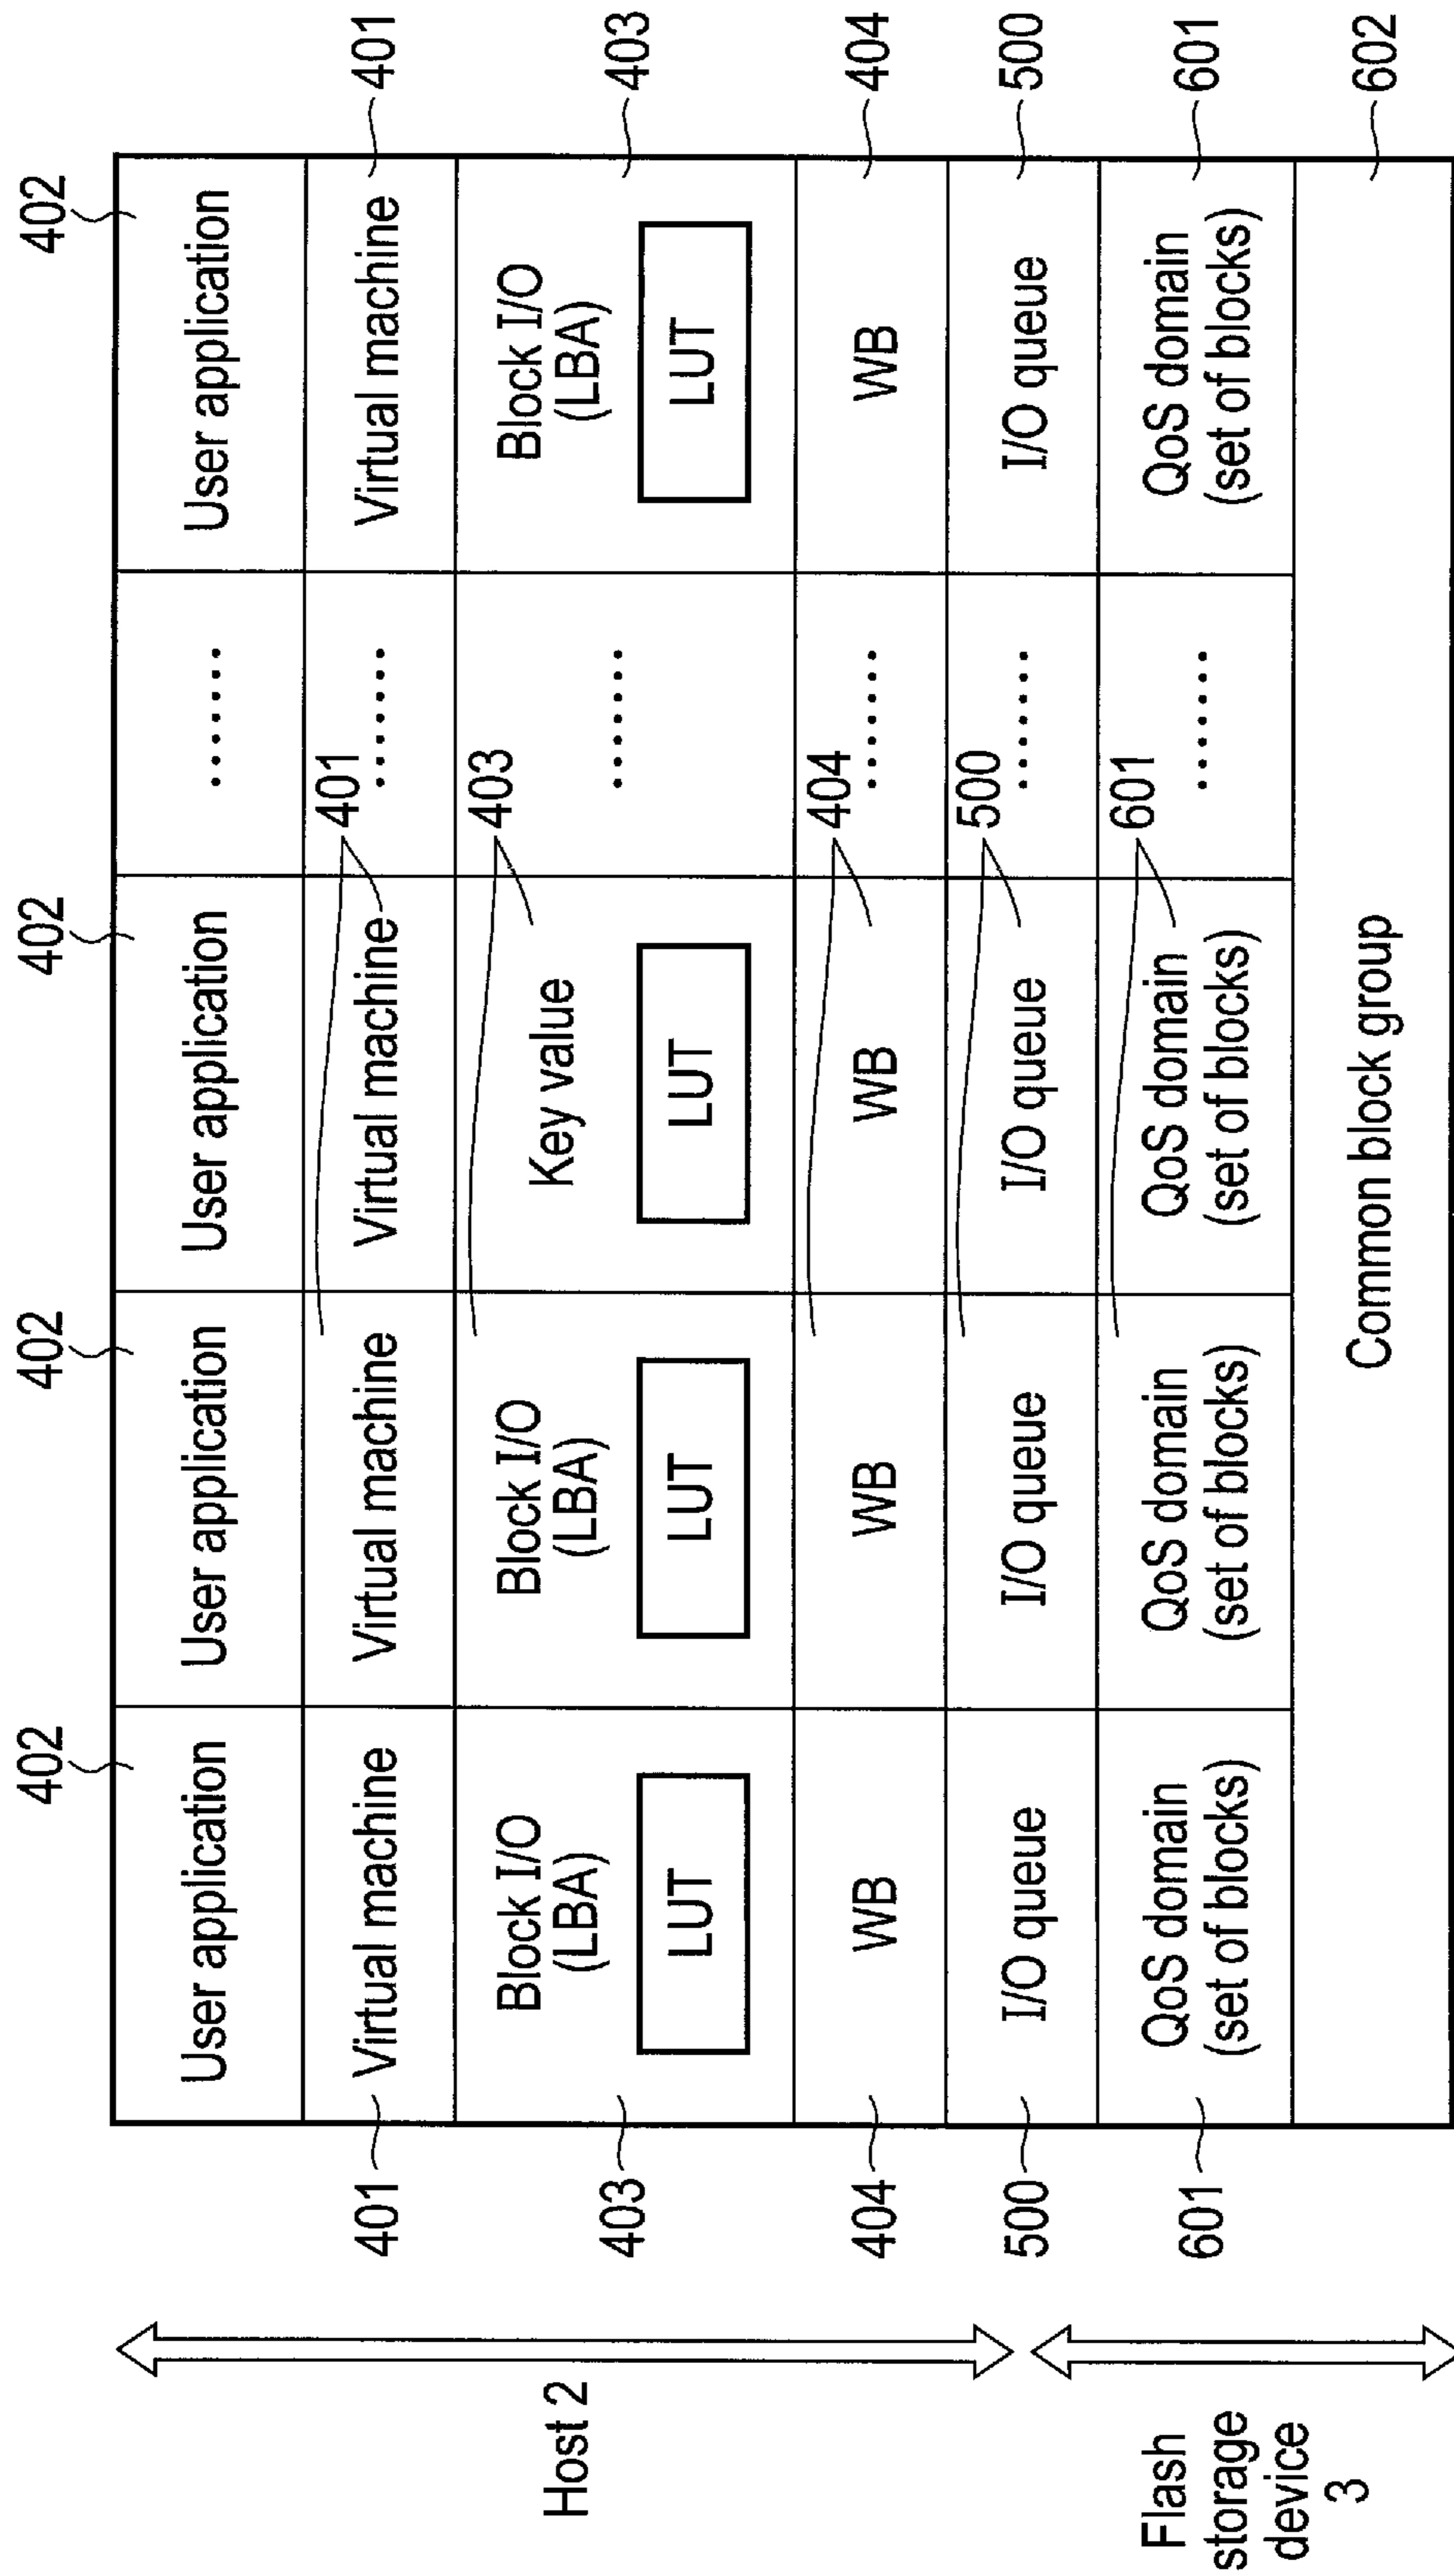 402
402
402
402
User application
User application
User application
·······
User application
401
Virtual machine
Virtual machine
Virtual machine
401
·······
Virtual machine
401
Host 2
403
Block I/O
(LBA)
LUT
Block I/O
(LBA)
LUT
Key value
LUT
403
·······
Block I/O
(LBA)
LUT
403
404
WB
WB
WB
404
·······
WB
404
500
I/O queue
I/O queue
I/O queue
500
·······
I/O queue
500
Flash
storage
device
3
601
QoS domain
(set of blocks)
QoS domain
(set of blocks)
QoS domain
(set of blocks)
601
·······
QoS domain
(set of blocks)
601
Common block group
602